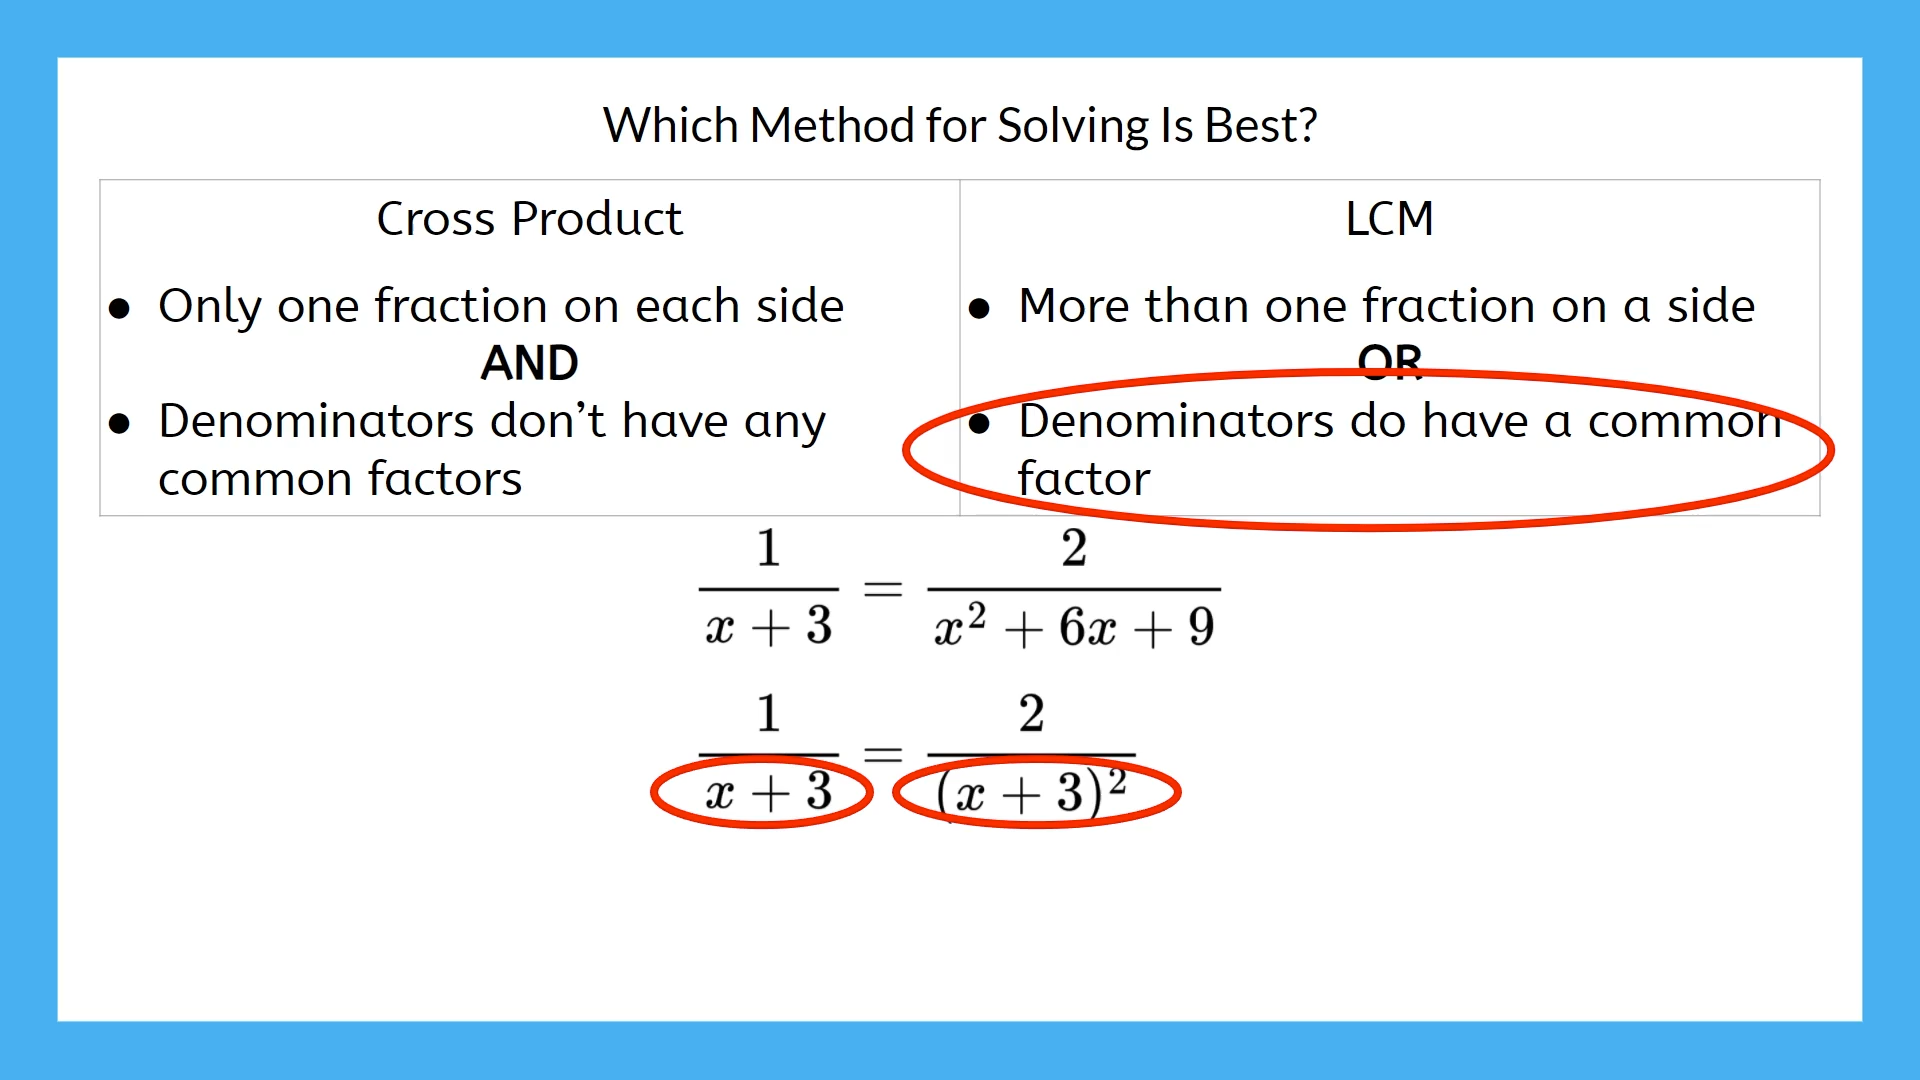 Which Method for Solving Is Best?
Cross Product
● Only one fraction on each side
AND
● Denominators don’t have any
common factors
LCM
● More than one fraction on a side
OR
● Denominators do have a common
factor
1/(x + 3) = 2/(x² + 6x + 9)
1/(x + 3) = 2/(x + 3)²